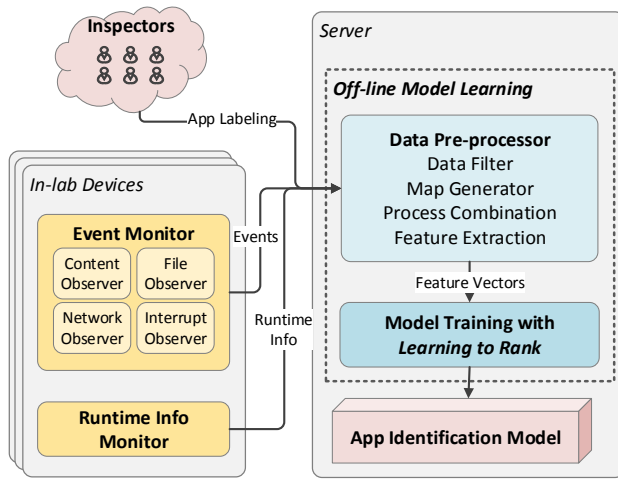 Inspectors
App Labeling
In-lab Devices
Event Monitor
Content
Observer
File
Observer
Network
Observer
Interrupt
Observer
Runtime Info
Monitor
Events
Runtime
Info
Server
Off-line Model Learning
Data Pre-processor
Data Filter
Map Generator
Process Combination
Feature Extraction
Feature Vectors
Model Training with
Learning to Rank
App Identification Model